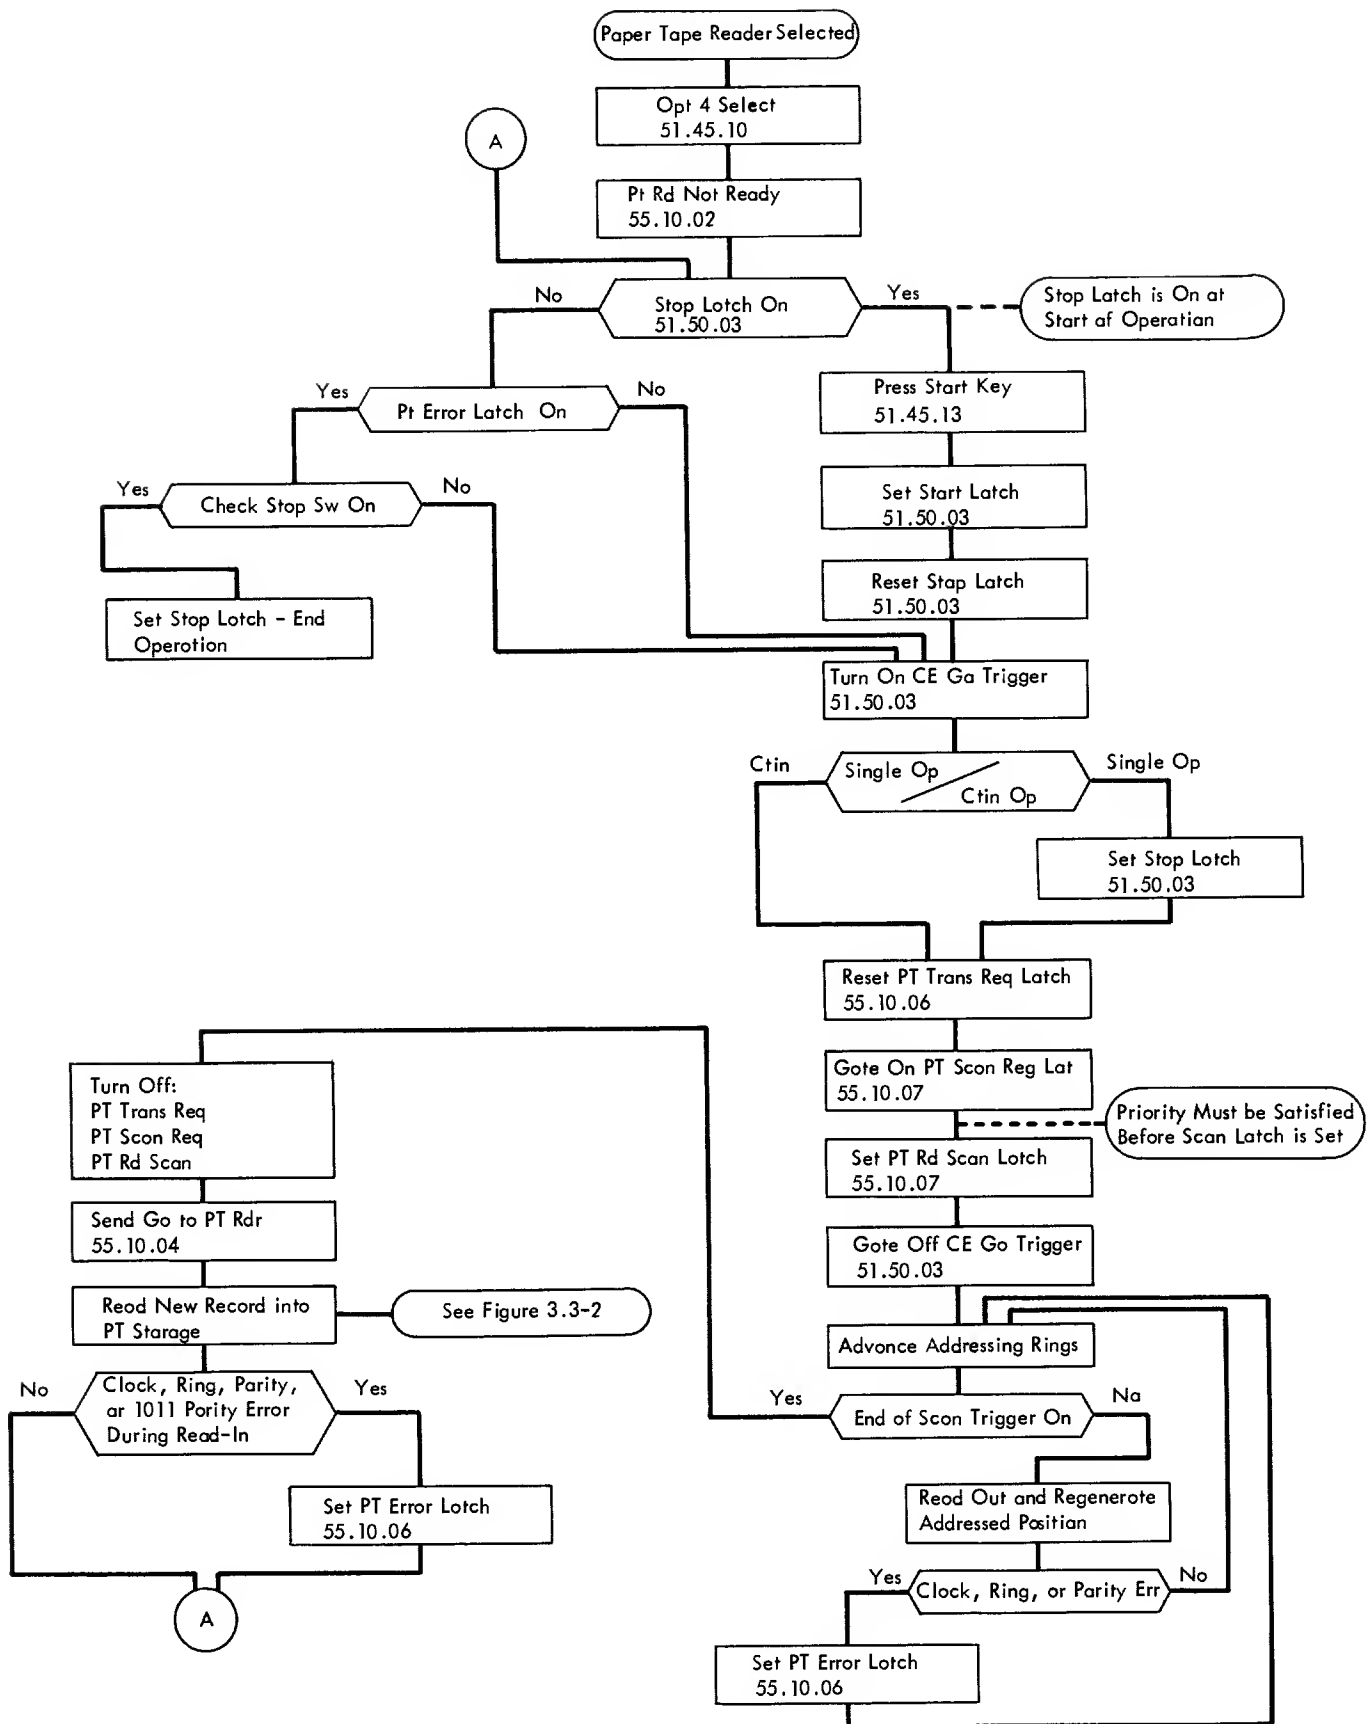 Paper Tape Reader Selected
Opt 4 Select
51.45.10
A
Pt Rd Not Ready
55.10.02
No
Stop Lotch On
51.50.03
Yes
Stop Latch is On at
Start af Operatian
Yes
Pt Error Latch On
No
Press Start Key
51.45.13
Yes
Check Stop Sw On
No
Set Start Latch
51.50.03
Reset Stap Latch
51.50.03
Set Stop Lotch - End
Operotion
Turn On CE Ga Trigger
51.50.03
Ctin
Single Op
Ctin Op
Single Op
Set Stop Lotch
51.50.03
Reset PT Trans Req Latch
55.10.06
Gote On PT Scon Reg Lat
55.10.07
Priority Must be Satisfied
Before Scan Latch is Set
Set PT Rd Scan Lotch
55.10.07
Gote Off CE Go Trigger
51.50.03
Advonce Addressing Rings
Yes
End of Scon Trigger On
Na
Reod Out and Regenerote
Addressed Pasitian
Yes
Clock, Ring, or Parity Err
No
Set PT Error Lotch
55.10.06
Turn Off:
PT Trans Req
PT Scon Req
PT Rd Scan
Send Go to PT Rdr
55.10.04
Reod New Record into
PT Starage
See Figure 3.3-2
No
Clock, Ring, Parity,
ar 1011 Pority Error
During Read-In
Yes
Set PT Error Lotch
55.10.06
A